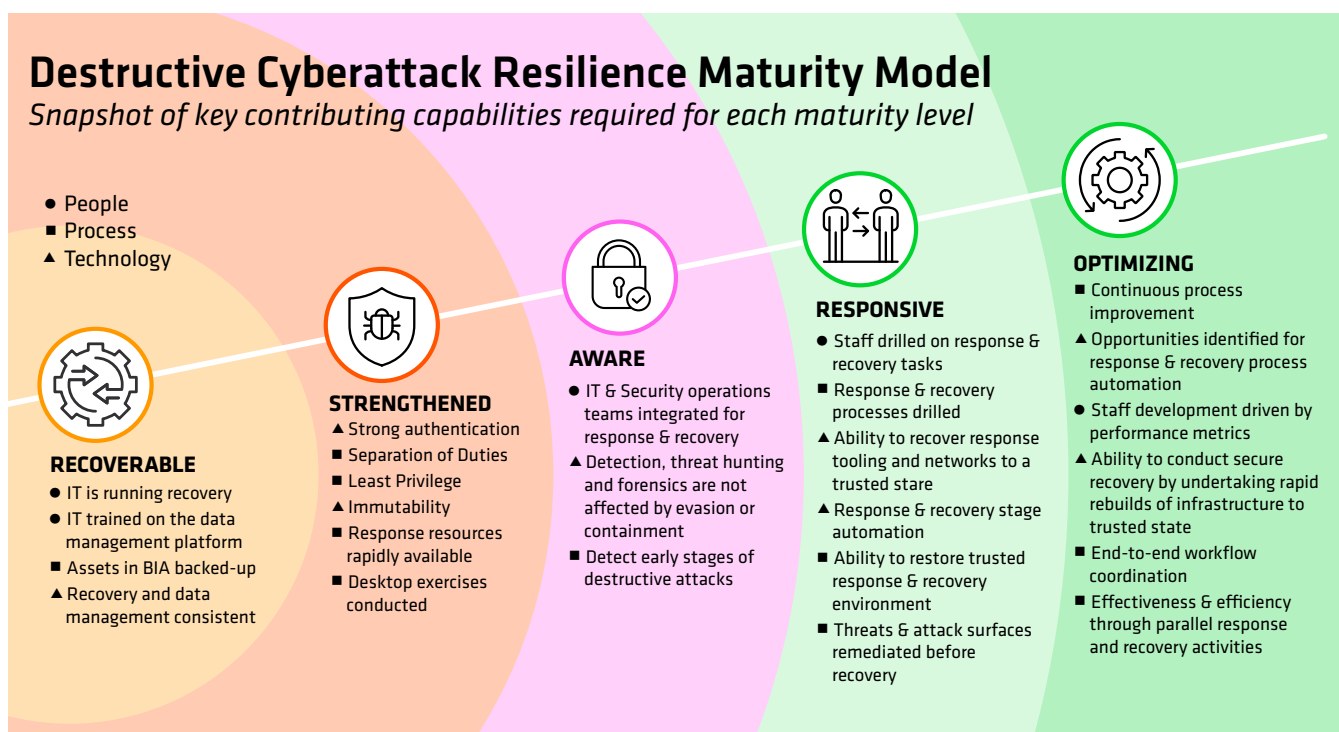 Destructive Cyberattack Resilience Maturity Model
Snapshot of key contributing capabilities required for each maturity level
● People
■ Process
▲ Technology
RECOVERABLE
● IT is running recovery
● IT trained on the data
management platform
■ Assets in BIA backed-up
▲ Recovery and data
management consistent
STRENGTHENED
▲ Strong authentication
■ Separation of Duties
■ Least Privilege
▲ Immutability
■ Response resources
rapidly available
■ Desktop exercises
conducted
AWARE
● IT & Security operations
teams integrated for
response & recovery
▲ Detection, threat hunting
and forensics are not
affected by evasion or
containment
■ Detect early stages of
destructive attacks
RESPONSIVE
● Staff drilled on response &
recovery tasks
■ Response & recovery
processes drilled
▲ Ability to recover response
tooling and networks to a
trusted stare
▲ Response & recovery stage
automation
■ Ability to restore trusted
response & recovery
environment
■ Threats & attack surfaces
remediated before
recovery
OPTIMIZING
■ Continuous process
improvement
▲ Opportunities identified for
response & recovery process
automation
● Staff development driven by
performance metrics
▲ Ability to conduct secure
recovery by undertaking rapid
rebuilds of infrastructure to
trusted state
■ End-to-end workflow
coordination
■ Effectiveness & efficiency
through parallel response
and recovery activities